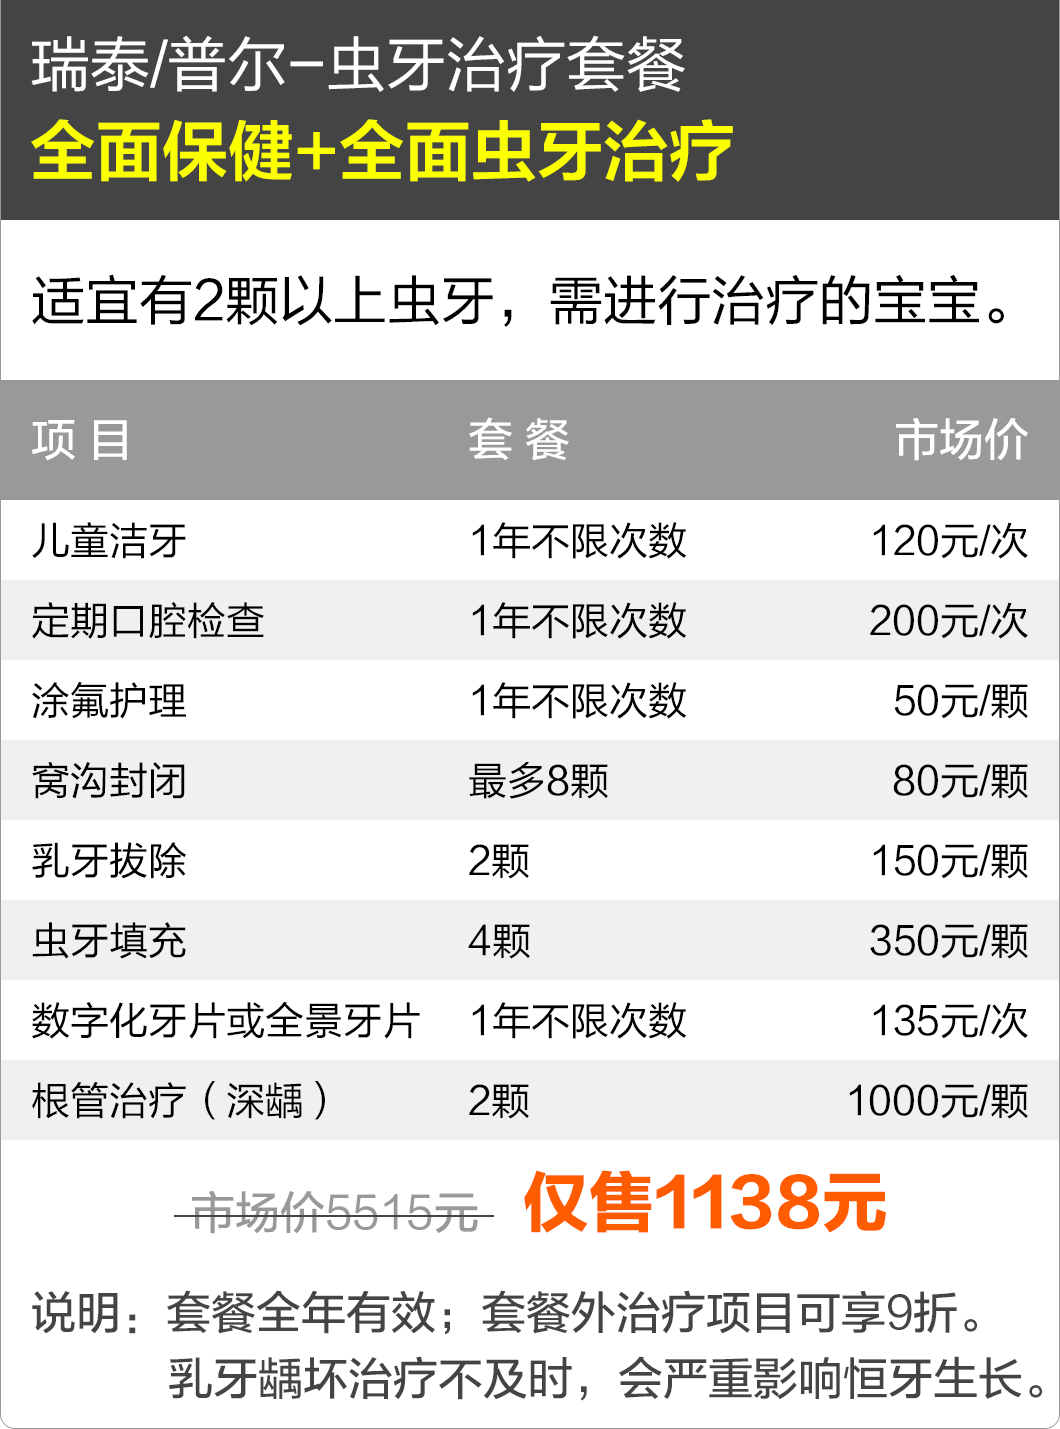 瑞泰/普尔-虫牙治疗套餐
全面保健+全面虫牙治疗
适宜有2颗以上虫牙，需进行治疗的宝宝。
项目 套餐 市场价
儿童洁牙 1年不限次数 120元/次
定期口腔检查 1年不限次数 200元/次
涂氟护理 1年不限次数 50元/颗
窝沟封闭 最多8颗 80元/颗
乳牙拔除 2颗 150元/颗
虫牙填充 4颗 350元/颗
数字化牙片或全景牙片 1年不限次数 135元/次
根管治疗（深龋） 2颗 1000元/颗
市场价5515元 仅售1138元
说明：套餐全年有效；套餐外治疗项目可享9折。
乳牙龋坏治疗不及时，会严重影响恒牙生长。